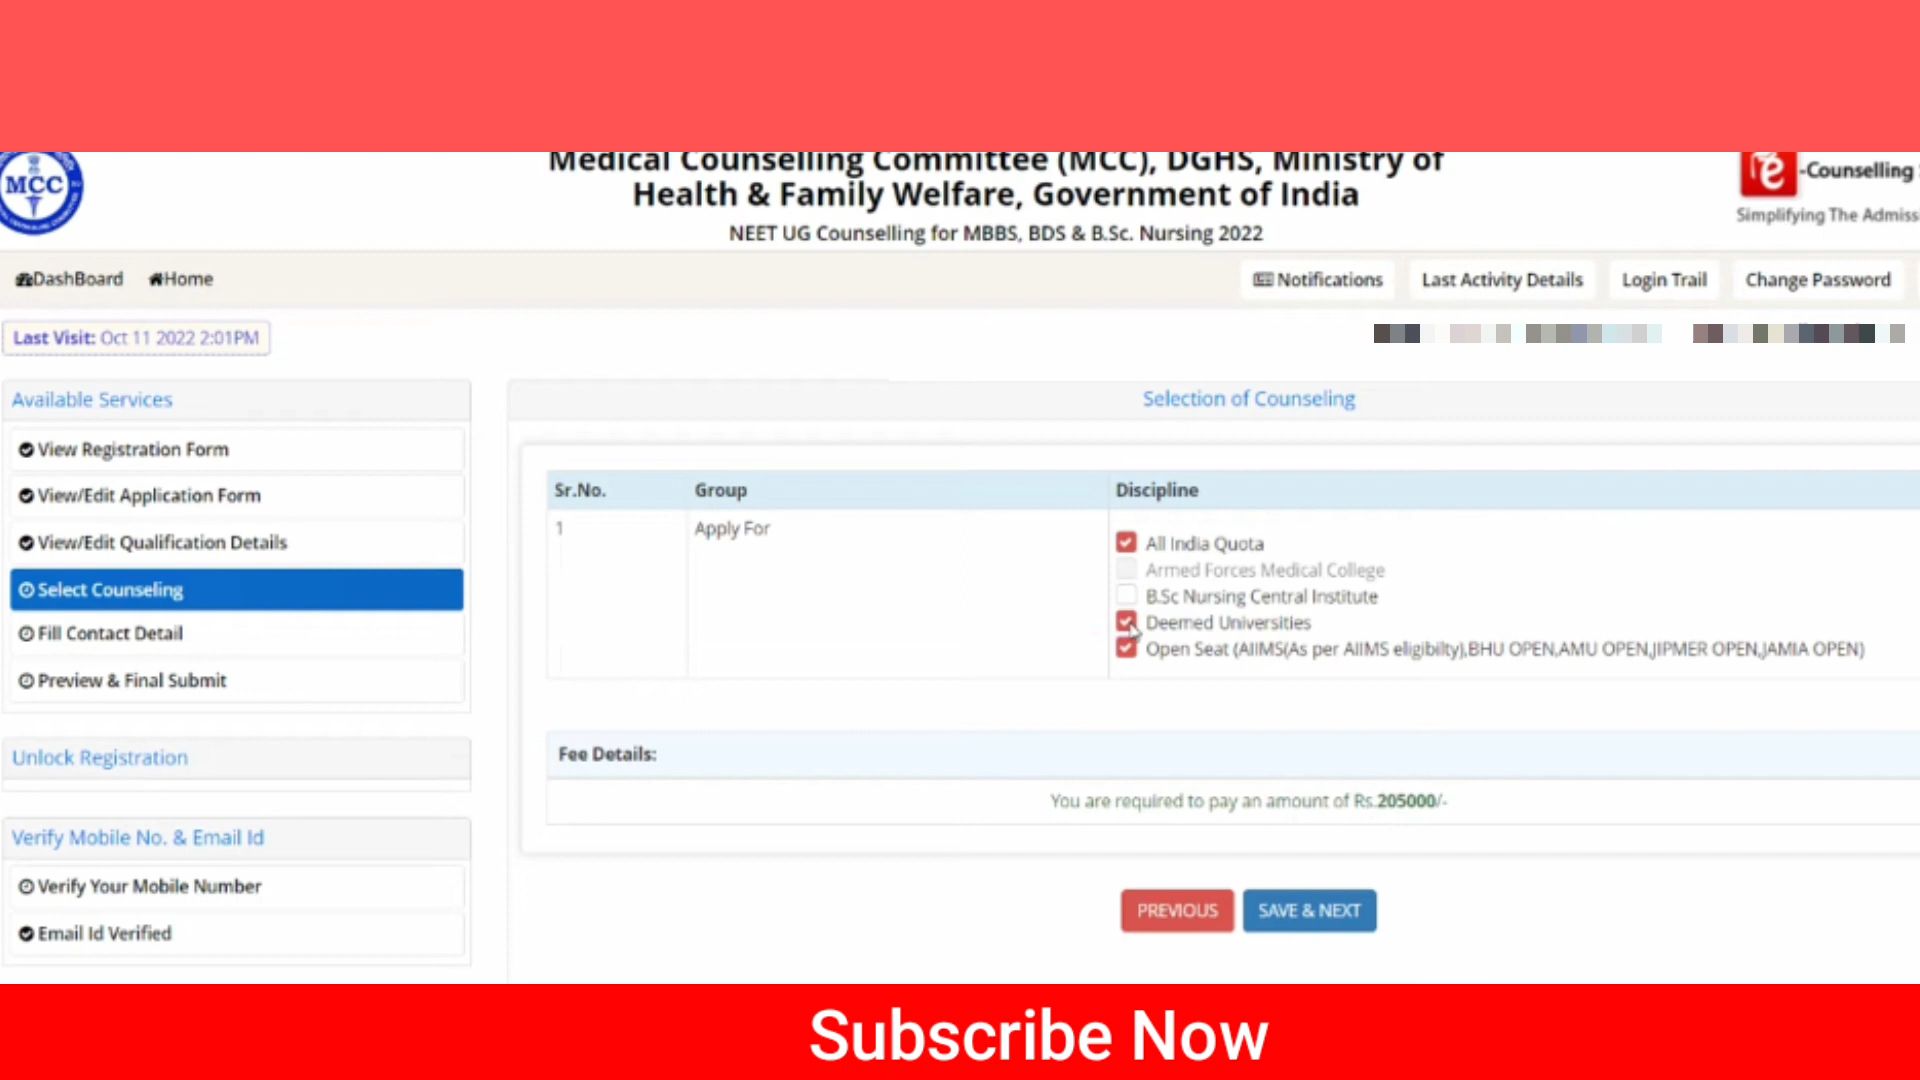 MCC
Medical Counselling Committee (MCC), DGHS, Ministry of
Health & Family Welfare, Government of India
NEET UG Counselling for MBBS, BDS & B.Sc. Nursing 2022
e-Counselling
Simplifying The Admiss
DashBoard Home
Notifications Last Activity Details Login Trail Change Password
Last Visit: Oct 11 2022 2:01PM
Available Services
View Registration Form
View/Edit Application Form
View/Edit Qualification Details
Select Counseling
Fill Contact Detail
Preview & Final Submit
Unlock Registration
Verify Mobile No. & Email Id
Verify Your Mobile Number
Email Id Verified
Selection of Counseling
Sr.No. Group Discipline
1 Apply For
All India Quota
Armed Forces Medical College
B.Sc Nursing Central Institute
Deemed Universities
Open Seat (AIIMS(As per AIIMS eligibilty),BHU OPEN,AMU OPEN,JIPMER OPEN,JAMIA OPEN)
Fee Details:
You are required to pay an amount of Rs.205000/-
PREVIOUS SAVE & NEXT
Subscribe Now